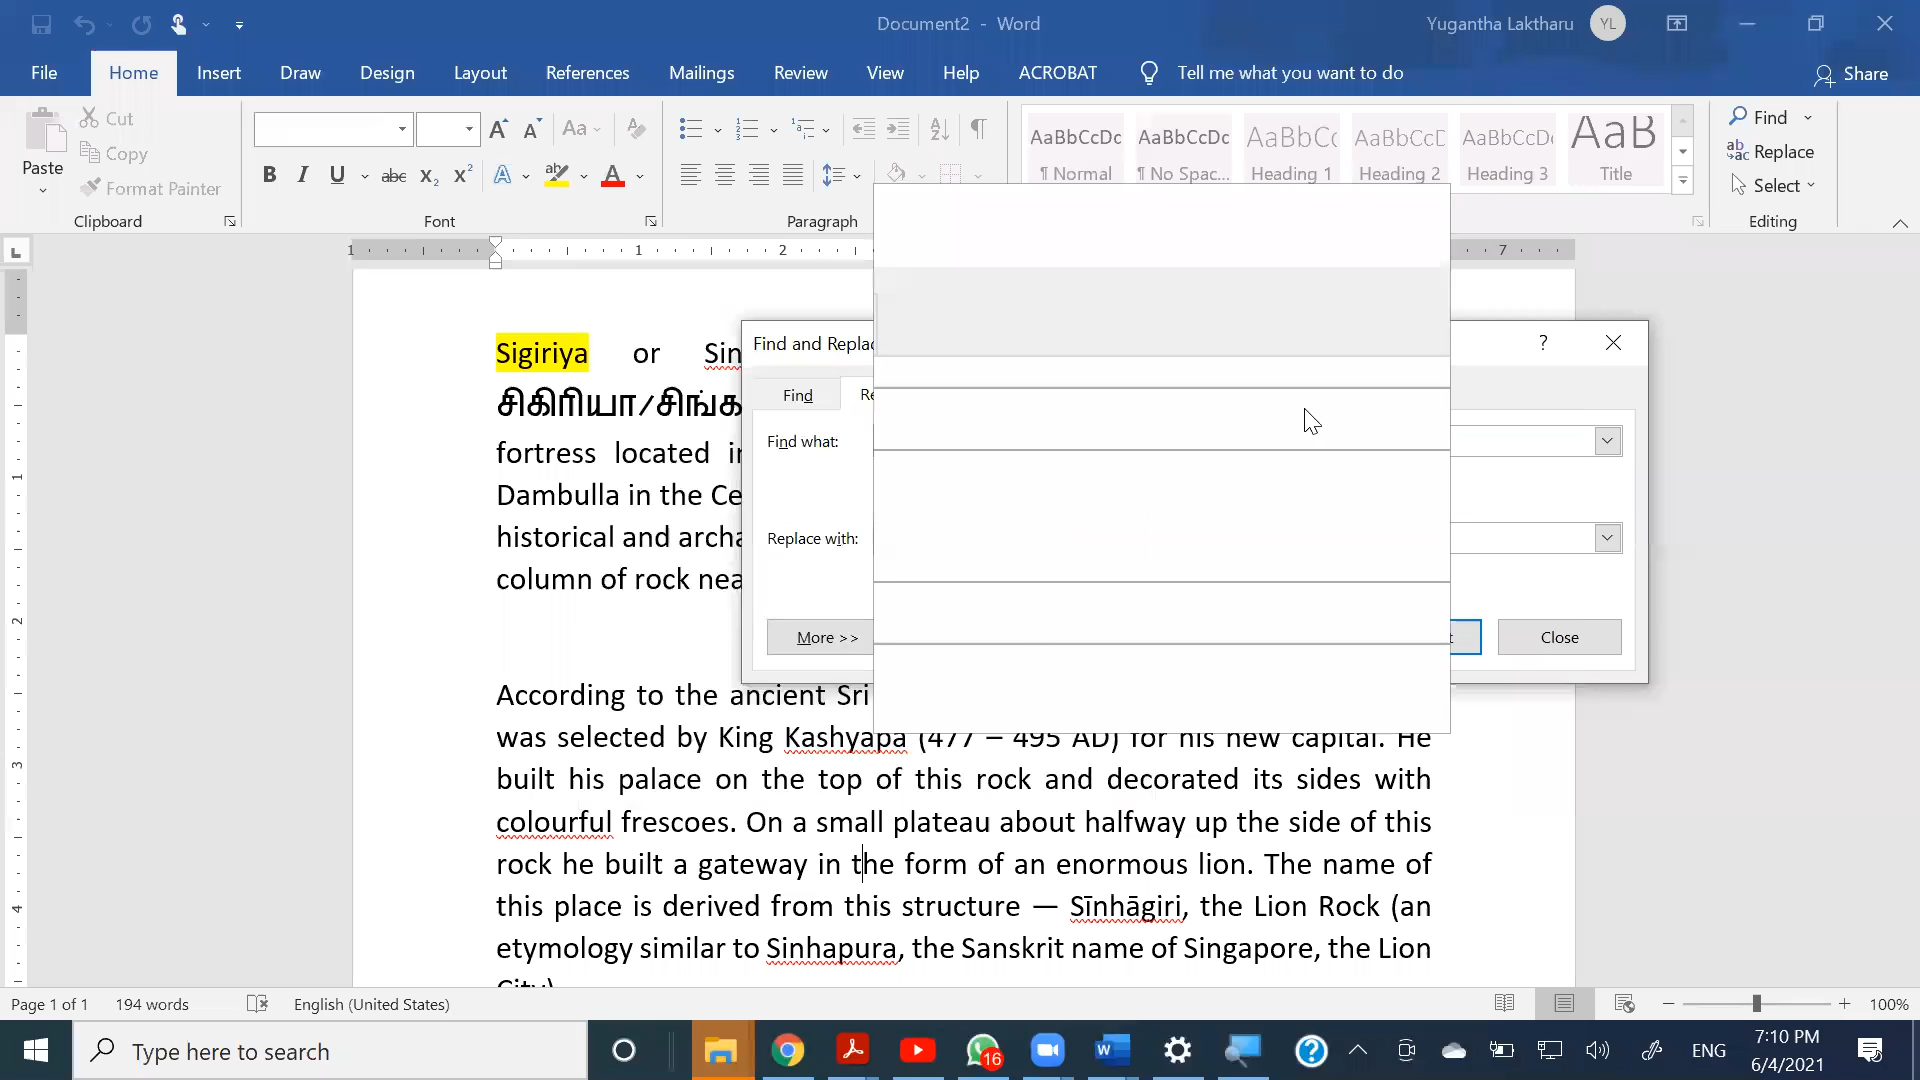 Document2 - Word
Yugantha Laktharu YL
File Home Insert Draw Design Layout References Mailings Review View Help ACROBAT Tell me what you want to do Share
Paste
Cut
Copy
Format Painter
Clipboard
Font
Paragraph
AaBbCcDc AaBbCcDc AaBbCc AaBbCcD AaBbCcDc AaB
¶ Normal ¶ No Spac... Heading 1 Heading 2 Heading 3 Title
Find
Replace
Select
Editing
1 1 2 7
Sigiriya or
சிகிரியா/
fortress located
Dambulla in the
historical and
column of rock
According to the ancient Sri
was selected by King Kashyapa (477 – 495 AD) for his new capital. He
built his palace on the top of this rock and decorated its sides with
colourful frescoes. On a small plateau about halfway up the side of this
rock he built a gateway in the form of an enormous lion. The name of
this place is derived from this structure — Sīnhāgiri, the Lion Rock (an
etymology similar to Sinhapura, the Sanskrit name of Singapore, the Lion
City)
Find and
Find
Find what:
Replace with:
More >>
Close
1
2
3
4
Page 1 of 1 194 words English (United States) 100%
Type here to search
16
ENG
7:10 PM
6/4/2021